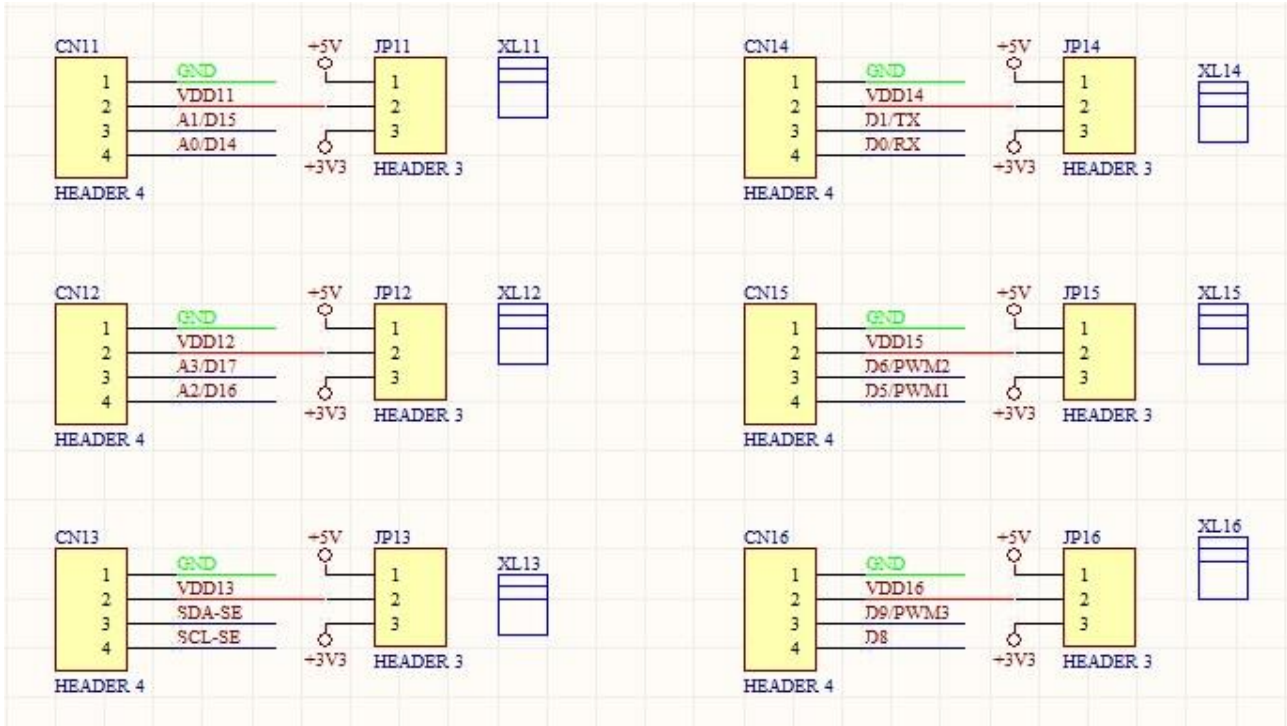 CN11
1
2
3
4
HEADER 4
GND
VDD11
A1/D15
A0/D14
+5V
+3V3
JP11
1
2
3
HEADER 3
XL11
CN14
1
2
3
4
HEADER 4
GND
VDD14
D1/TX
D0/RX
+5V
+3V3
JP14
1
2
3
HEADER 3
XL14
CN12
1
2
3
4
HEADER 4
GND
VDD12
A3/D17
A2/D16
+5V
+3V3
JP12
1
2
3
HEADER 3
XL12
CN15
1
2
3
4
HEADER 4
GND
VDD15
D6/PWM2
D5/PWM1
+5V
+3V3
JP15
1
2
3
HEADER 3
XL15
CN13
1
2
3
4
HEADER 4
GND
VDD13
SDA-SE
SCL-SE
+5V
+3V3
JP13
1
2
3
HEADER 3
XL13
CN16
1
2
3
4
HEADER 4
GND
VDD16
D9/PWM3
D8
+5V
+3V3
JP16
1
2
3
HEADER 3
XL16